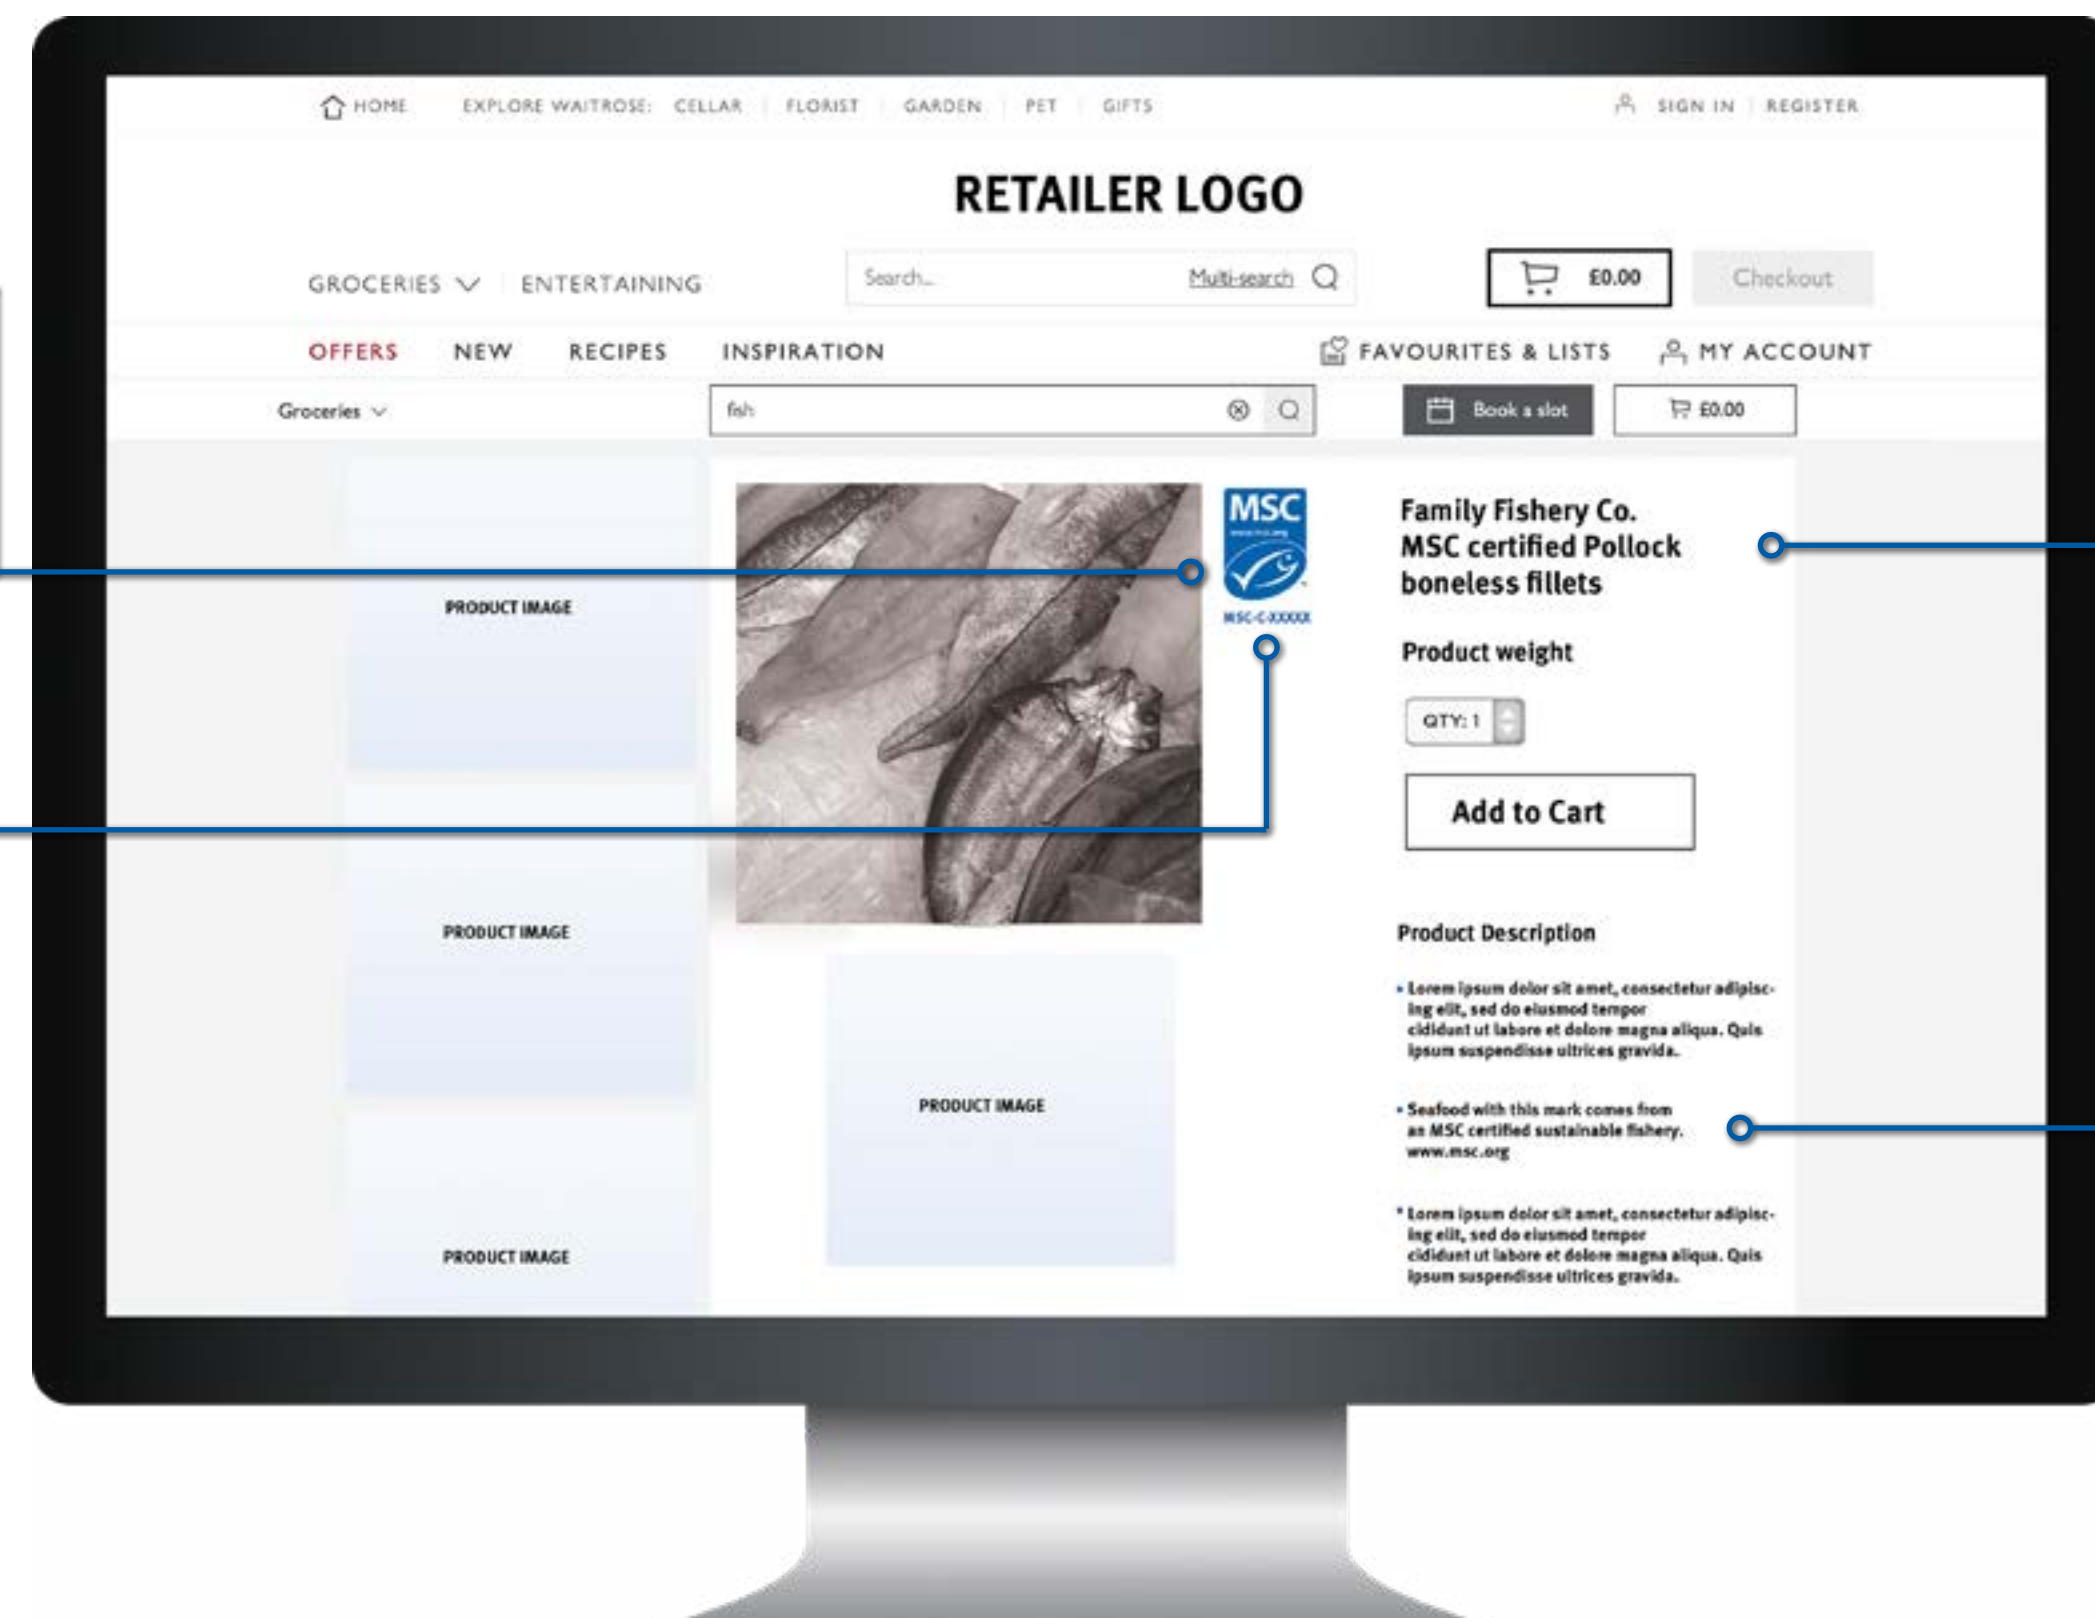 HOME EXPLORE WAITROSE: CELLAR FLORIST GARDEN PET GIFTS SIGN IN REGISTER
RETAILER LOGO
GROCERIES ENTERTAINING Search... Multi-search £0.00 Checkout
OFFERS NEW RECIPES INSPIRATION FAVOURITES & LISTS MY ACCOUNT
Groceries fish Book a slot £0.00
MSC
www.msc.org
MSC-C-XXXXX
Family Fishery Co.
MSC certified Pollock
boneless fillets
PRODUCT IMAGE
Product weight
QTY: 1
Add to Cart
PRODUCT IMAGE
Product Description
• Lorem ipsum dolor sit amet, consectetur adipisc-
ing elit, sed do eiusmod tempor
cididunt ut labore et dolore magna aliqua. Quis
ipsum suspendisse ultrices gravida.
PRODUCT IMAGE
• Seafood with this mark comes from
an MSC certified sustainable fishery.
www.msc.org
PRODUCT IMAGE
• Lorem ipsum dolor sit amet, consectetur adipisc-
ing elit, sed do eiusmod tempor
cididunt ut labore et dolore magna aliqua. Quis
ipsum suspendisse ultrices gravida.